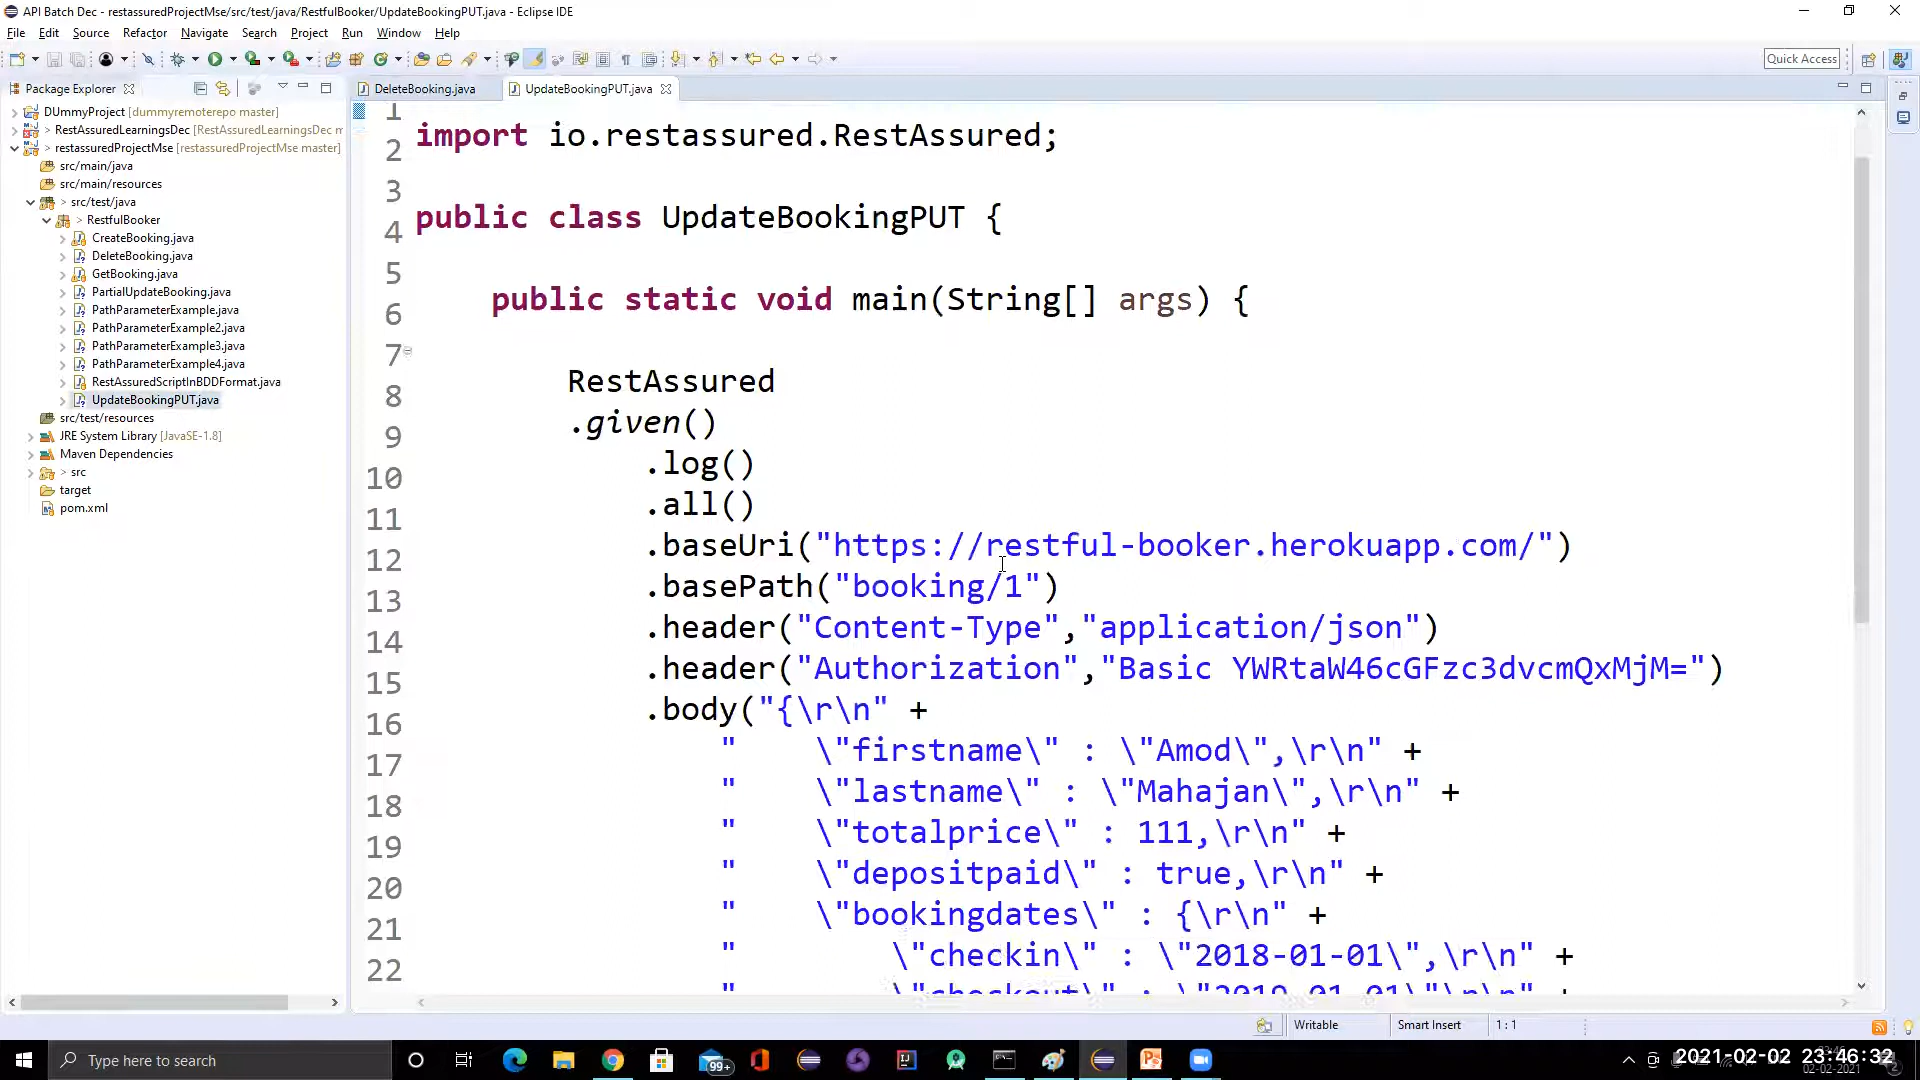 API Batch Dec - restassuredProjectMse/src/test/java/RestfulBooker/UpdateBookingPUT.java - Eclipse IDE
File Edit Source Refactor Navigate Search Project Run Window Help
Quick Access
Package Explorer
DUmmyProject [dummyremoterepo master]
> RestAssuredLearningsDec [RestAssuredLearningsDec m
> restassuredProjectMse [restassuredProjectMse master]
src/main/java
src/main/resources
> src/test/java
> RestfulBooker
CreateBooking.java
DeleteBooking.java
GetBooking.java
PartialUpdateBooking.java
PathParameterExample.java
PathParameterExample2.java
PathParameterExample3.java
PathParameterExample4.java
RestAssuredScriptInBDDFormat.java
UpdateBookingPUT.java
src/test/resources
JRE System Library [JavaSE-1.8]
Maven Dependencies
> src
target
pom.xml
DeleteBooking.java UpdateBookingPUT.java
1
2 import io.restassured.RestAssured;
3
4 public class UpdateBookingPUT {
5
6 public static void main(String[] args) {
7
8 RestAssured
9 .given()
10 .log()
11 .all()
12 .baseUri("https://restful-booker.herokuapp.com/")
13 .basePath("booking/1")
14 .header("Content-Type","application/json")
15 .header("Authorization","Basic YWRtaW46cGFzc3dvcmQxMjM=")
16 .body("{\r\n" +
17 " \"firstname\" : \"Amod\",\r\n" +
18 " \"lastname\" : \"Mahajan\",\r\n" +
19 " \"totalprice\" : 111,\r\n" +
20 " \"depositpaid\" : true,\r\n" +
21 " \"bookingdates\" : {\r\n" +
22 " \"checkin\" : \"2018-01-01\",\r\n" +
" \"checkout\" : \"2019-01-01\"\r\n" +
Writable Smart Insert 1 : 1
Type here to search
99+
2021-02-02 23:46:32
02-02-2021